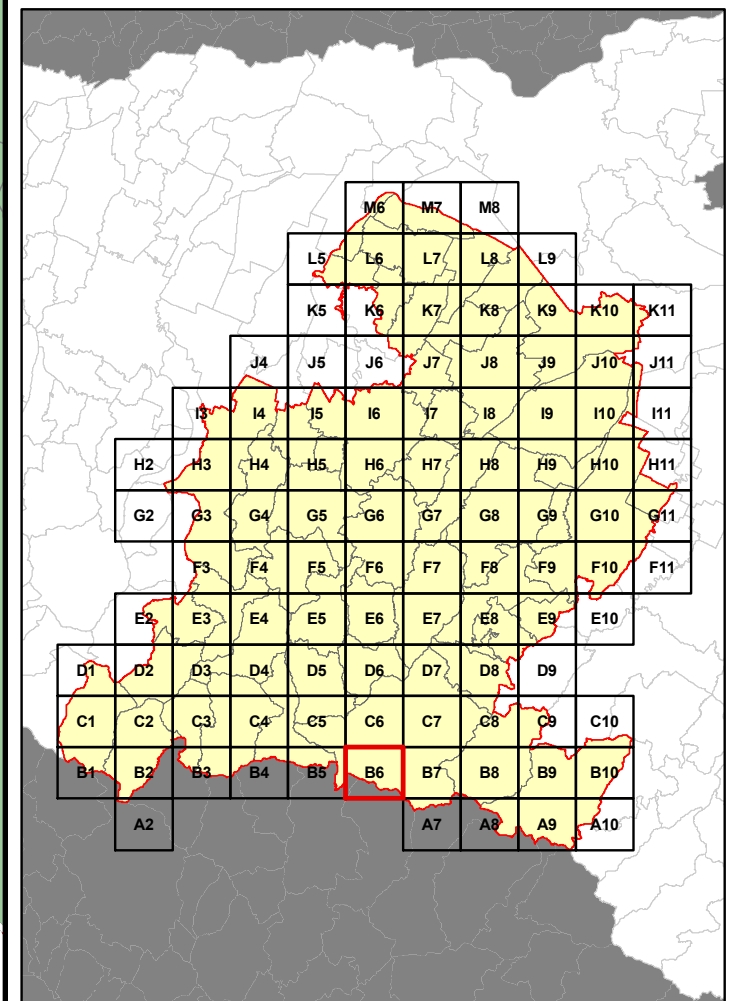 M6 M7 M8
L5 L6 L7 L8 L9
K5 K6 K7 K8 K9 K10 K11
J4 J5 J6 J7 J8 J9 J10 J11
I3 I4 I5 I6 I7 I8 I9 I10 I11
H2 H3 H4 H5 H6 H7 H8 H9 H10 H11
G2 G3 G4 G5 G6 G7 G8 G9 G10 G11
F3 F4 F5 F6 F7 F8 F9 F10 F11
E2 E3 E4 E5 E6 E7 E8 E9 E10
D1 D2 D3 D4 D5 D6 D7 D8 D9
C1 C2 C3 C4 C5 C6 C7 C8 C9 C10
B1 B2 B3 B4 B5 B6 B7 B8 B9 B10
A2 A7 A8 A9 A10